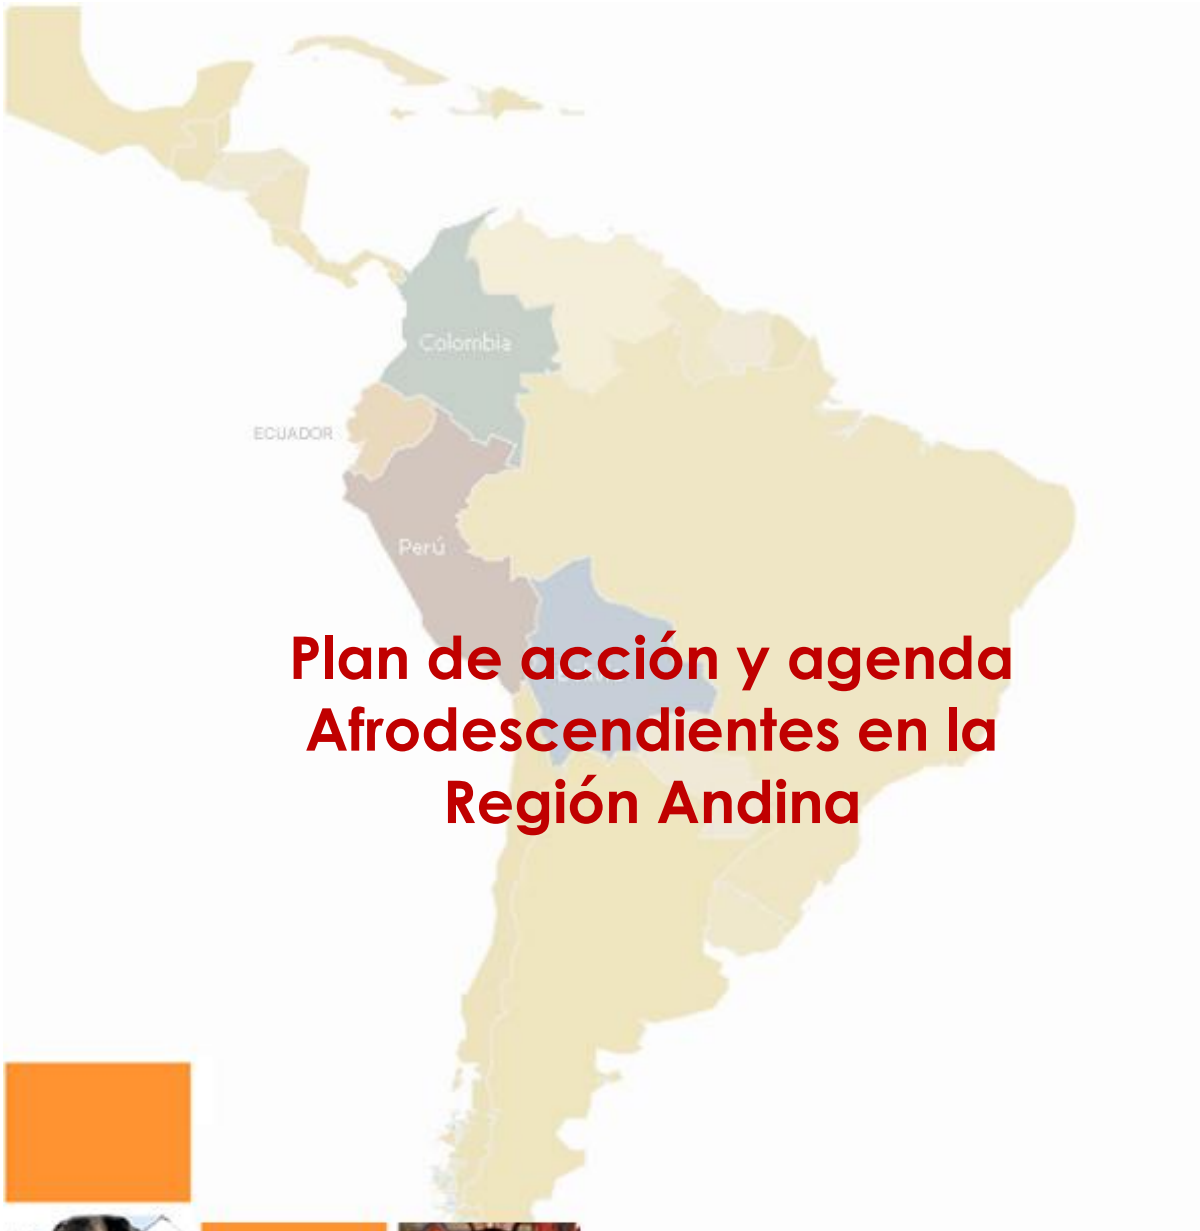 Colombia
ECUADOR
Perú
Plan de acción y agenda
Afrodescendientes en la
Región Andina